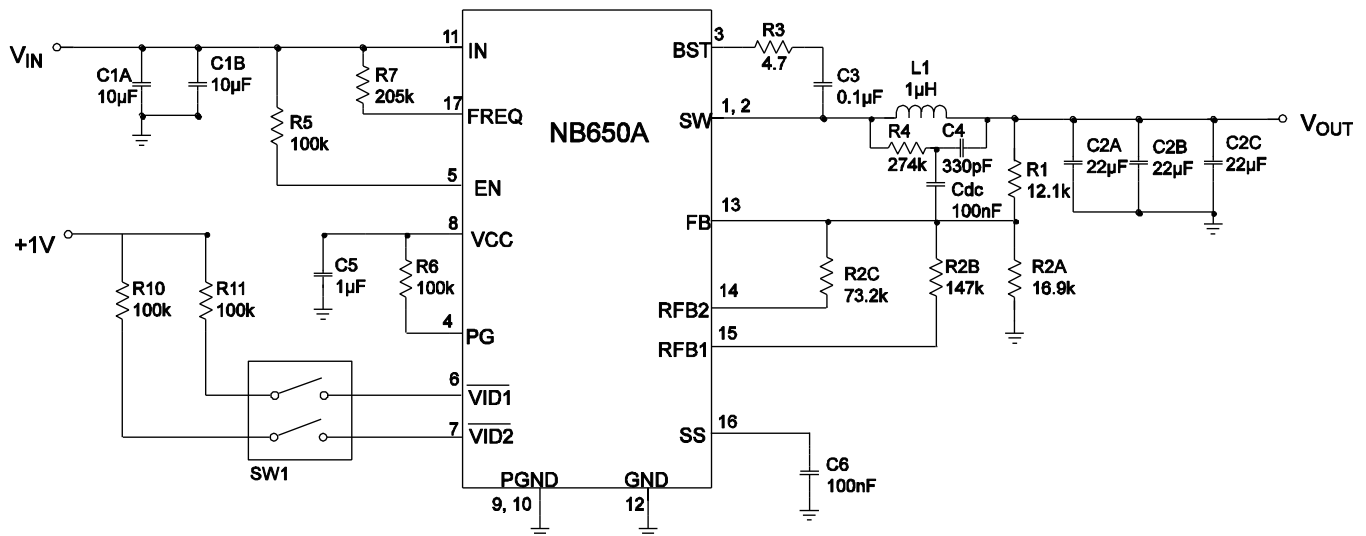 VIN
C1A
10µF
C1B
10µF
R5
100k
R7
205k
11
IN
17
FREQ
5
EN
8
VCC
4
PG
6
VID1
7
VID2
NB650A
3
BST
1, 2
SW
13
FB
14
RFB2
15
RFB1
16
SS
PGND
9, 10
GND
12
R3
4.7
C3
0.1µF
L1
1µH
R4
274k
C4
330pF
Cdc
100nF
R1
12.1k
C2A
22µF
C2B
22µF
C2C
22µF
VOUT
R2C
73.2k
R2B
147k
R2A
16.9k
C6
100nF
+1V
R10
100k
R11
100k
C5
1µF
R6
100k
SW1